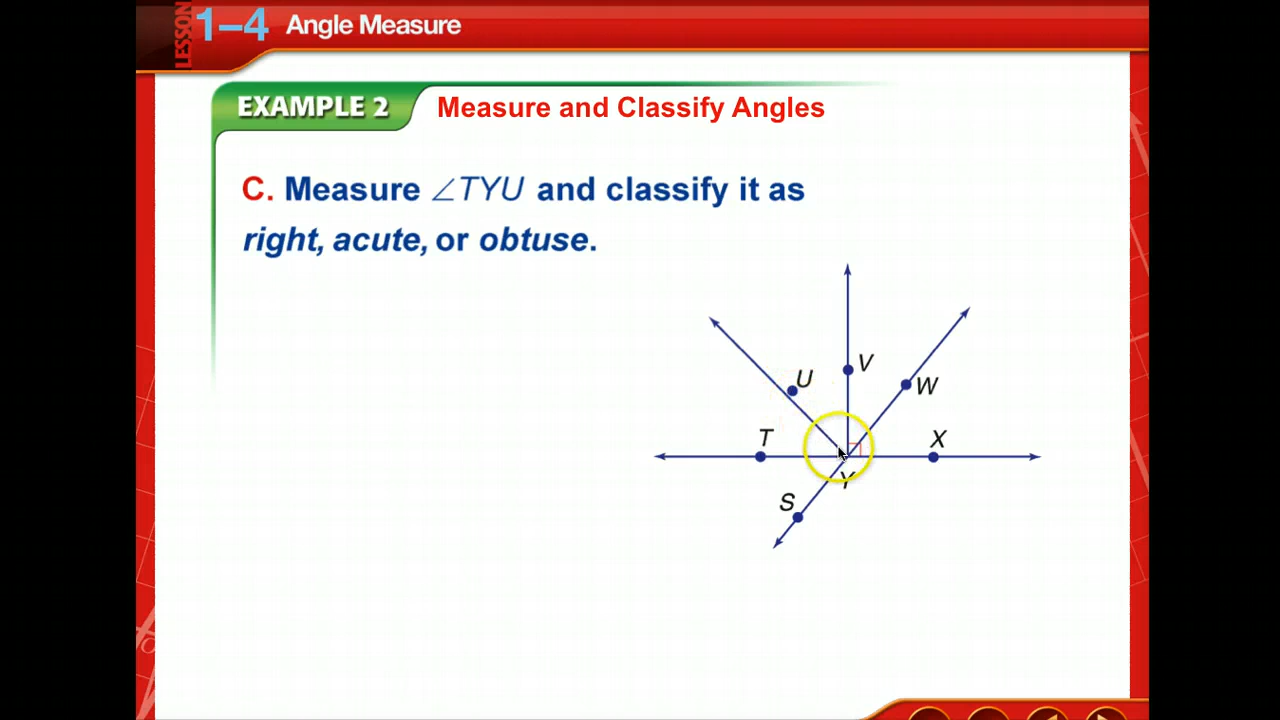 LESSON
1–4 Angle Measure
EXAMPLE 2 Measure and Classify Angles
C. Measure ∠TYU and classify it as
right, acute, or obtuse.
V
U
W
T
X
Y
S